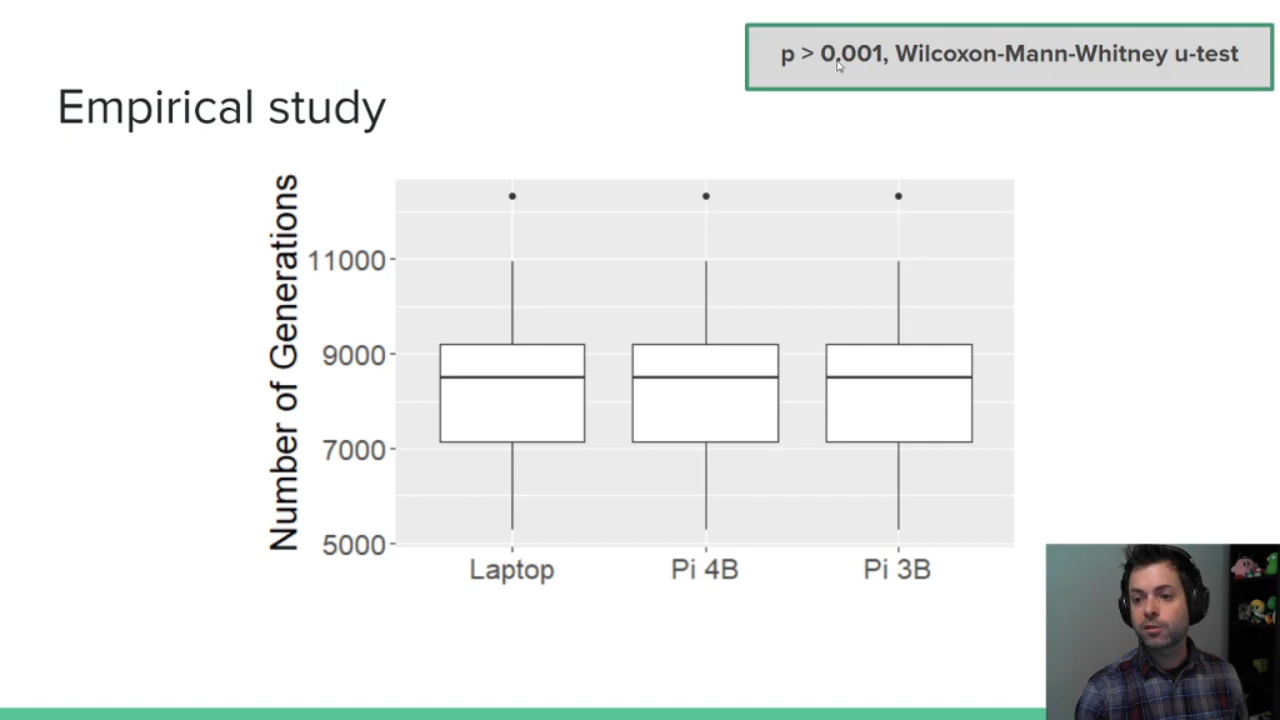 p > 0.001, Wilcoxon-Mann-Whitney u-test
Empirical study
Number of Generations
11000
9000
7000
5000
Laptop
Pi 4B
Pi 3B